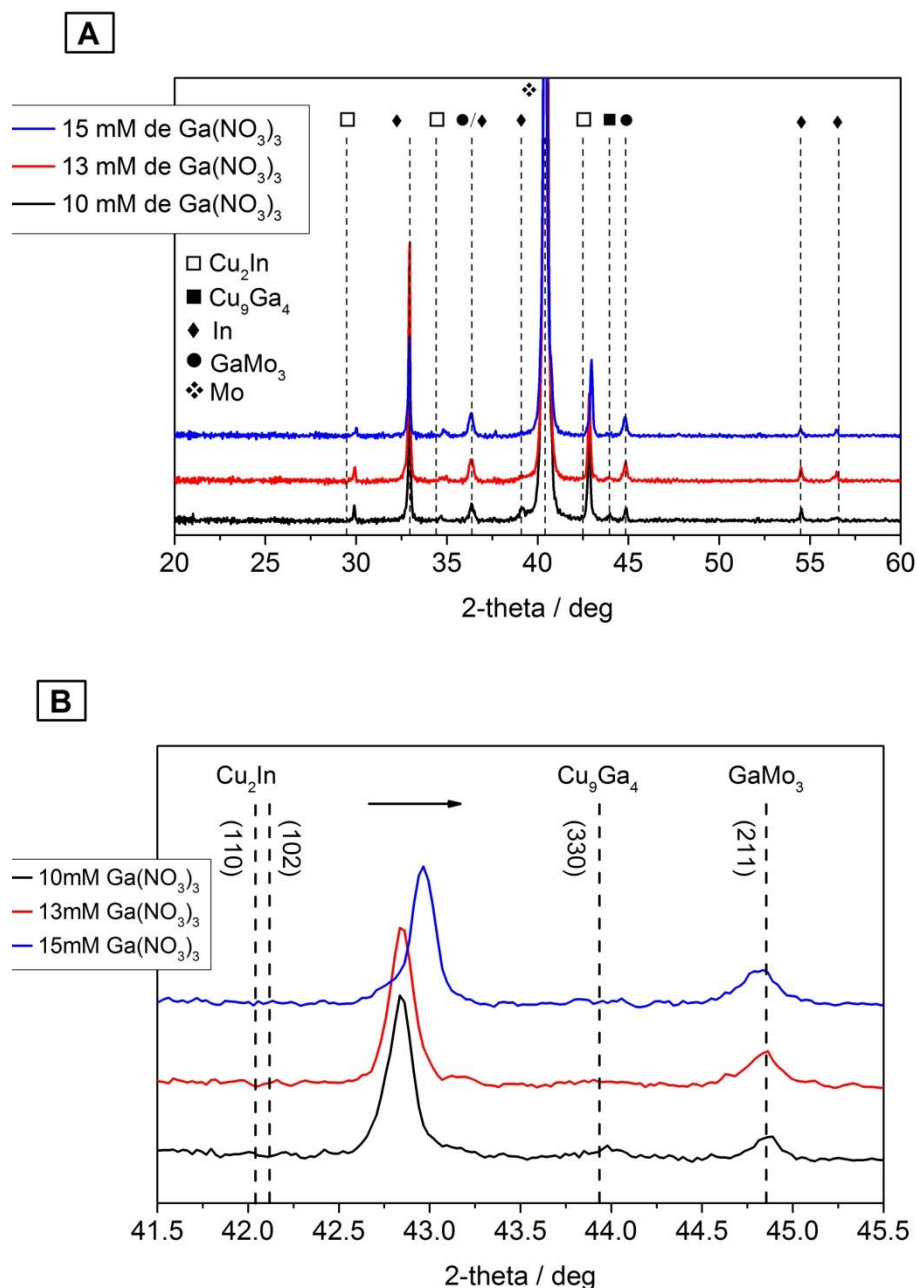 A
15 mM de Ga(NO₃)₃
13 mM de Ga(NO₃)₃
10 mM de Ga(NO₃)₃
/
Cu₂In
Cu₉Ga₄
In
GaMo₃
Mo
20 25 30 35 40 45 50 55 60
2-theta / deg
B
Cu₂In Cu₉Ga₄ GaMo₃
(110) (102) (330) (211)
10mM Ga(NO₃)₃
13mM Ga(NO₃)₃
15mM Ga(NO₃)₃
41.5 42.0 42.5 43.0 43.5 44.0 44.5 45.0 45.5
2-theta / deg